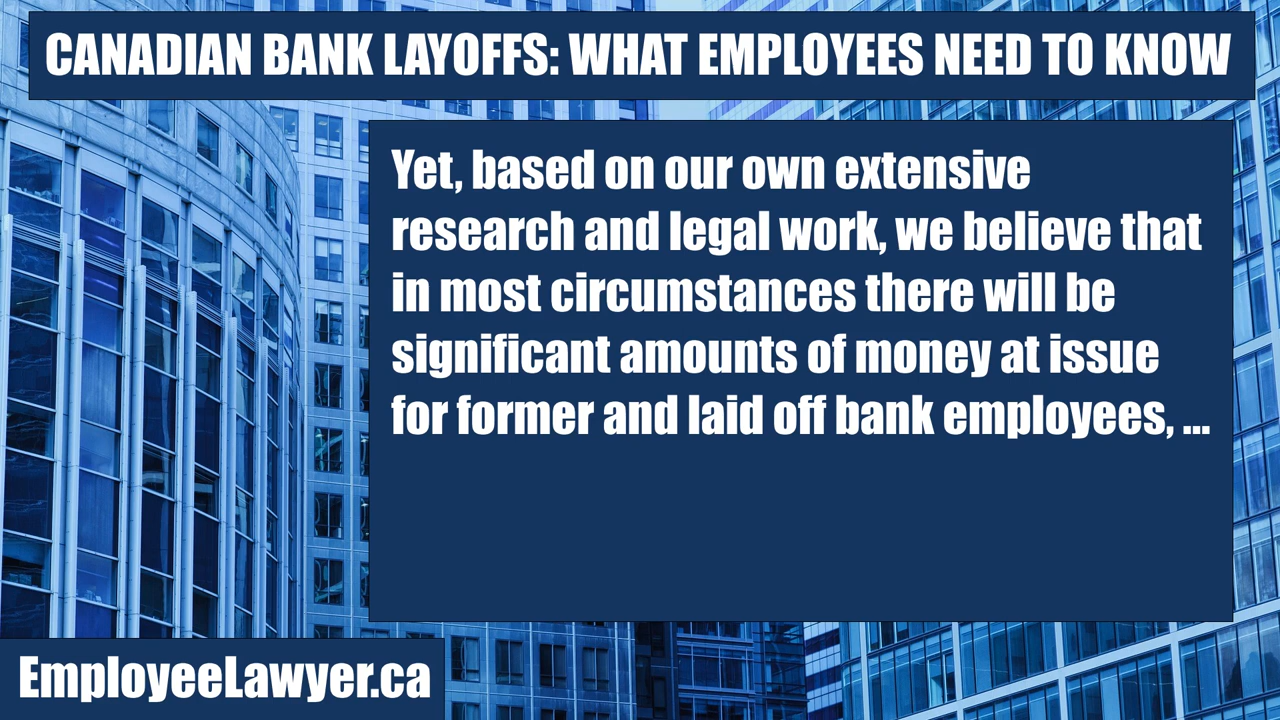 CANADIAN BANK LAYOFFS: WHAT EMPLOYEES NEED TO KNOW
Yet, based on our own extensive
research and legal work, we believe that
in most circumstances there will be
significant amounts of money at issue
for former and laid off bank employees, ...
EmployeeLawyer.ca